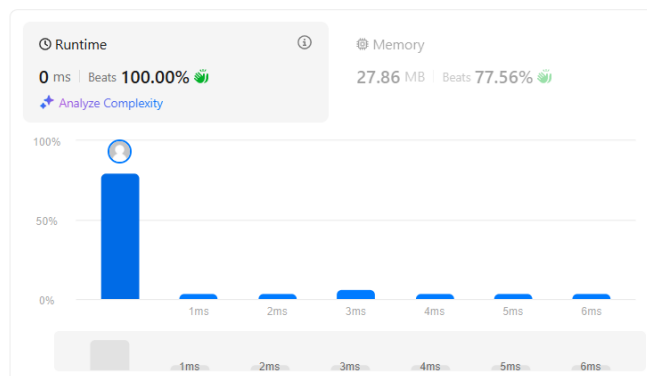 Runtime
0 ms | Beats 100.00%
Analyze Complexity
Memory
27.86 MB | Beats 77.56%
100%
50%
0%
1ms 2ms 3ms 4ms 5ms 6ms
1ms 2ms 3ms 4ms 5ms 6ms